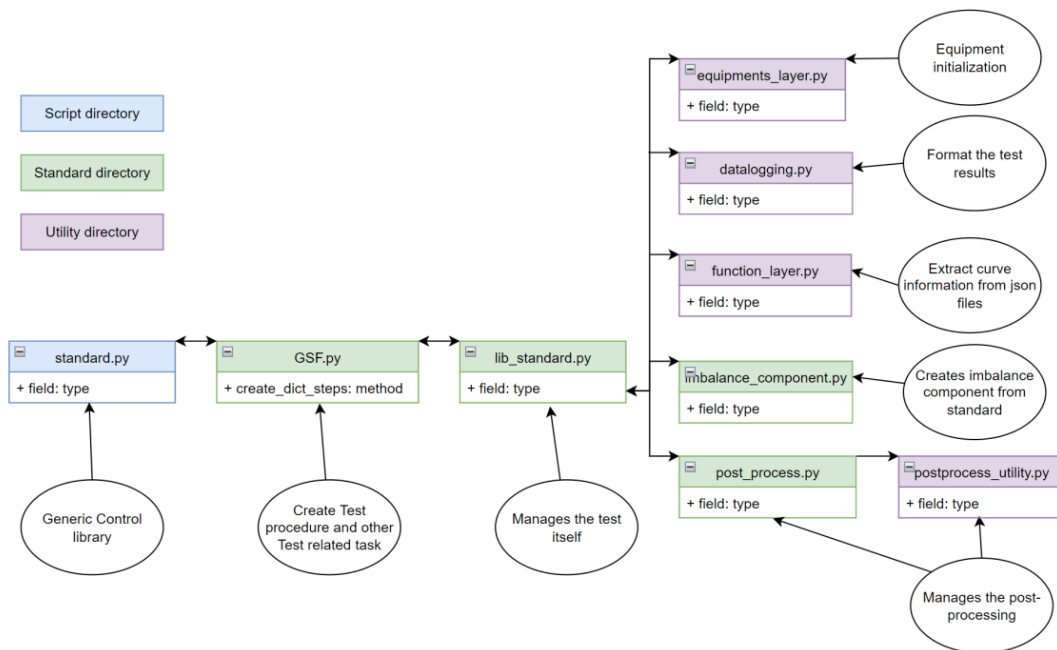 Script directory
Standard directory
Utility directory
standard.py
+ field: type
Generic Control
library
GSF.py
+ create_dict_steps: method
Create Test
procedure and other
Test related task
lib_standard.py
+ field: type
Manages the test
itself
equipments_layer.py
+ field: type
Equipment
initialization
datalogging.py
+ field: type
Format the test
results
function_layer.py
+ field: type
Extract curve
information from json
files
imbalance_component.py
+ field: type
Creates imbalance
component from
standard
post_process.py
+ field: type
postprocess_utility.py
+ field: type
Manages the post-
processing